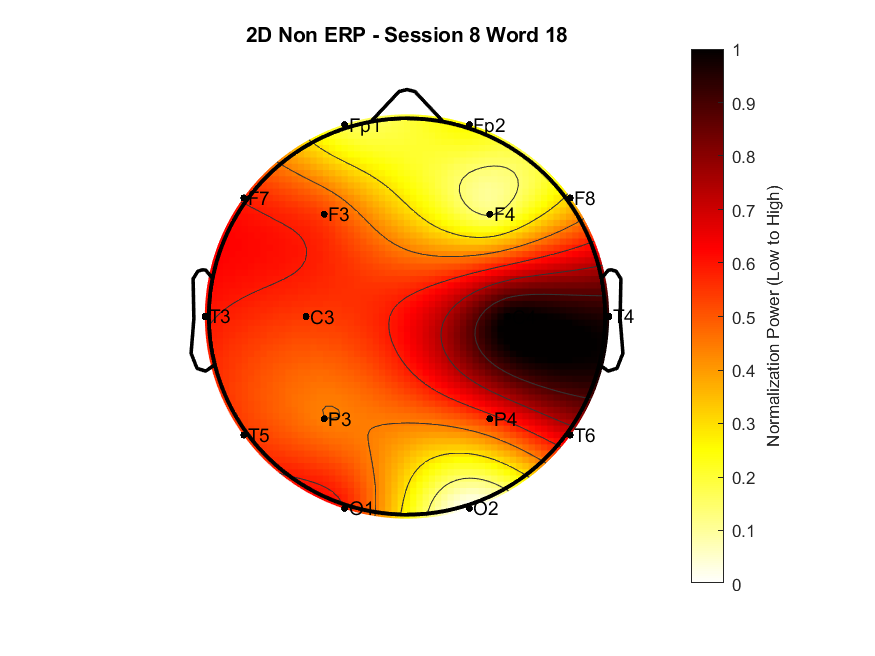 2D Non ERP - Session 8 Word 18
Fp1 Fp2
F7 F8
F3 F4
T3 C3 T4
P3 P4
T5 T6
O1 O2
1
0.9
0.8
0.7
0.6
0.5
0.4
0.3
0.2
0.1
0
Normalization Power (Low to High)